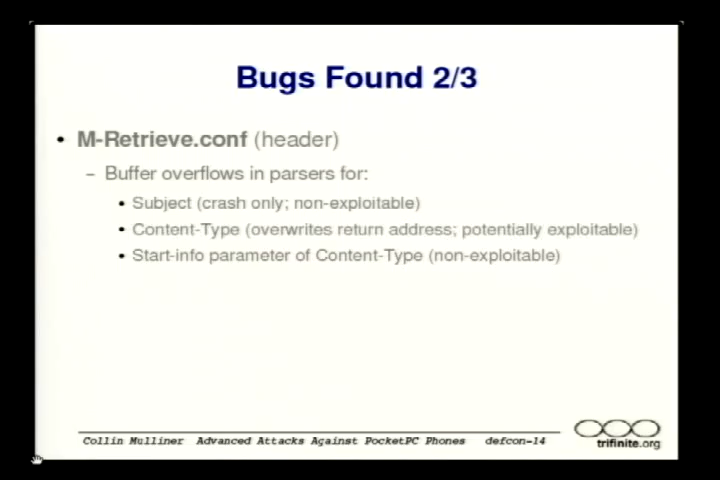 Bugs Found 2/3
• M-Retrieve.conf (header)
– Buffer overflows in parsers for:
• Subject (crash only; non-exploitable)
• Content-Type (overwrites return address; potentially exploitable)
• Start-info parameter of Content-Type (non-exploitable)
Collin Mulliner Advanced Attacks Against PocketPC Phones defcon-14
trifinite.org